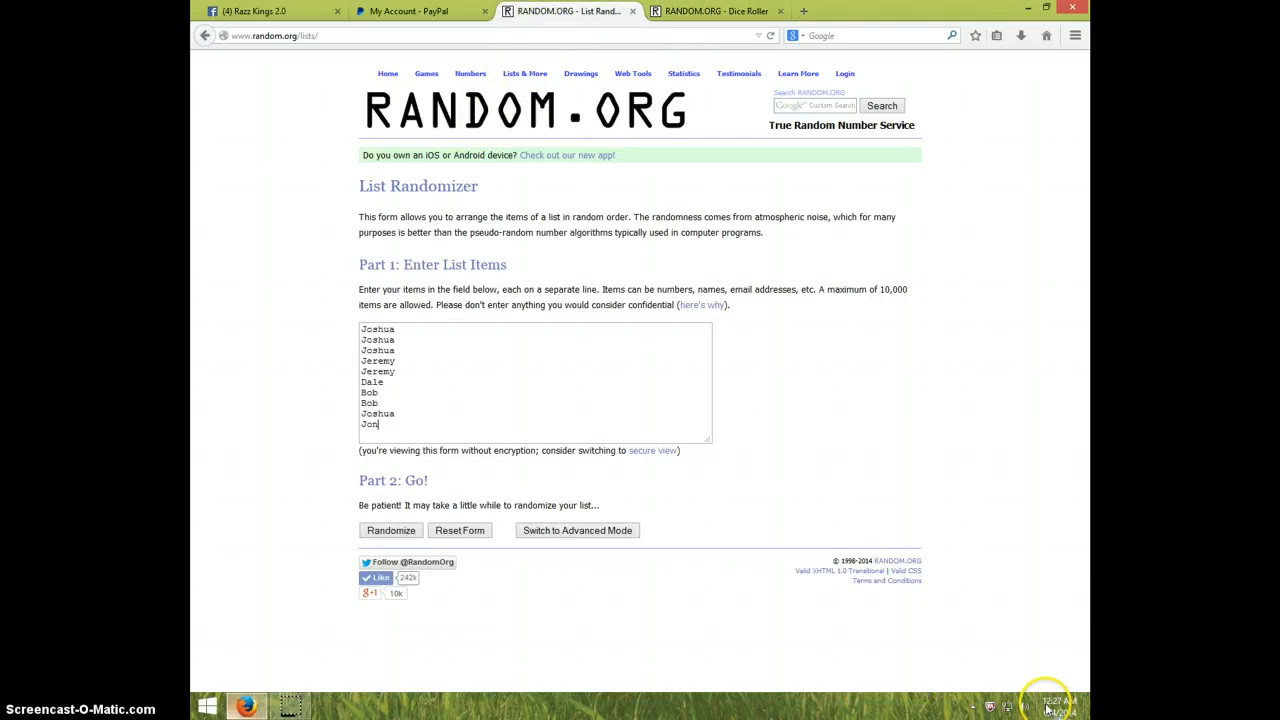 (4) Razz Kings 2.0
My Account - PayPal
RANDOM.ORG - List Rand...
RANDOM.ORG - Dice Roller
www.random.org/lists/
Google
Home Games Numbers Lists & More Drawings Web Tools Statistics Testimonials Learn More Login
RANDOM.ORG
Search RANDOM.ORG
Google™ Custom Search
Search
True Random Number Service
Do you own an iOS or Android device? Check out our new app!
List Randomizer
This form allows you to arrange the items of a list in random order. The randomness comes from atmospheric noise, which for many
purposes is better than the pseudo-random number algorithms typically used in computer programs.
Part 1: Enter List Items
Enter your items in the field below, each on a separate line. Items can be numbers, names, email addresses, etc. A maximum of 10,000
items are allowed. Please don't enter anything you would consider confidential (here's why).
Joshua
Joshua
Joshua
Jeremy
Jeremy
Dale
Bob
Bob
Joshua
Jon
(you're viewing this form without encryption; consider switching to secure view)
Part 2: Go!
Be patient! It may take a little while to randomize your list...
Randomize
Reset Form
Switch to Advanced Mode
Follow @RandomOrg
Like 242k
g+1 10k
© 1998-2014 RANDOM.ORG
Valid XHTML 1.0 Transitional | Valid CSS
Terms and Conditions
12:27 AM
Screencast-O-Matic.com